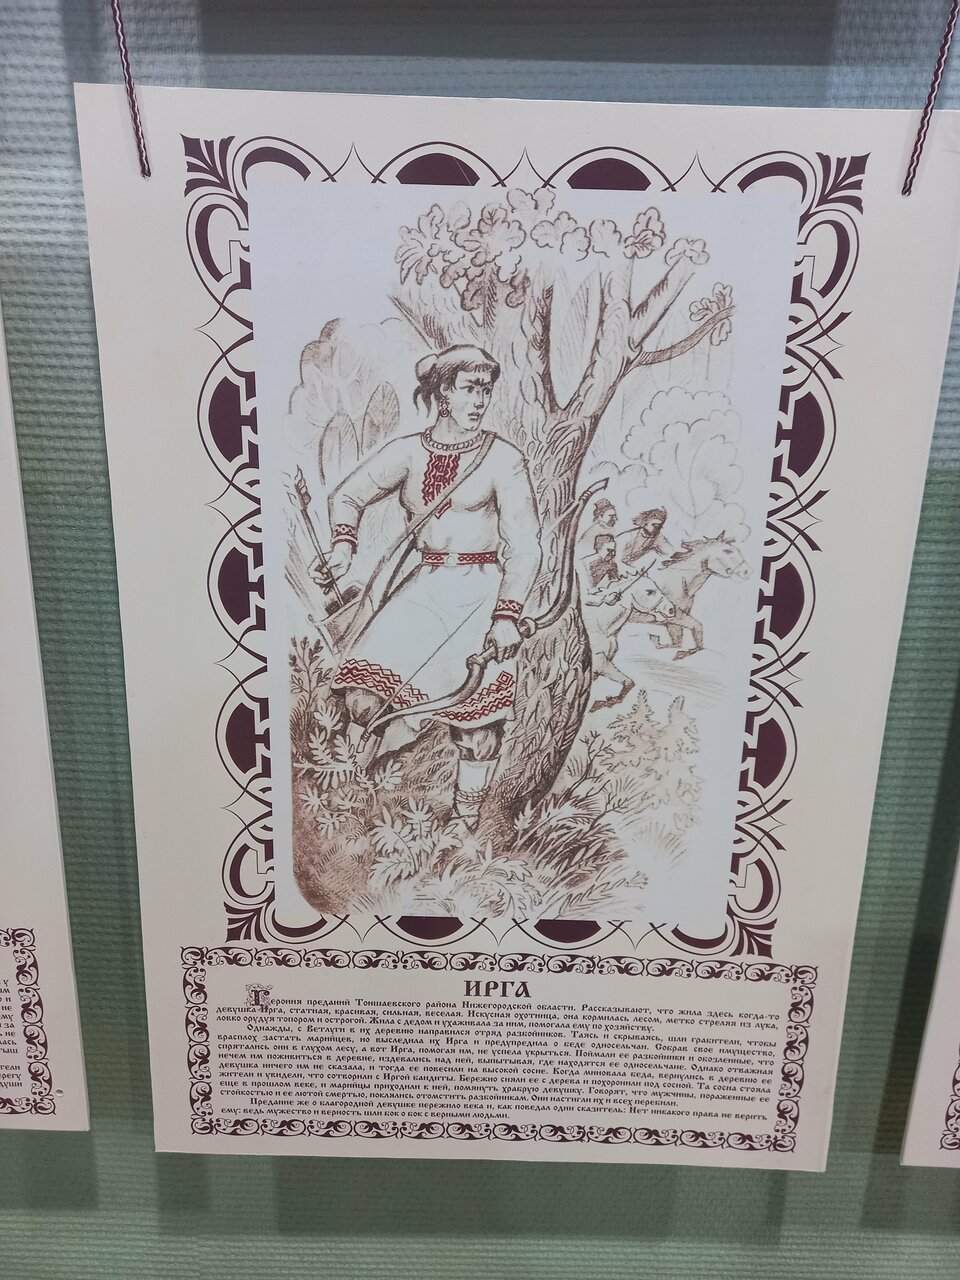 ИРГА
Героиня преданий Тоншаевского района Нижегородской области. Рассказывают, что жила здесь когда-то
девушка Ирга, статная, красивая, сильная, веселая. Искусная охотница, она кормилась лесом, метко стреляя из лука,
ловко орудуя топором и острогой. Жила с дедом и ухаживала за ним, помогала ему по хозяйству.
Однажды, с Ветлуги в их деревню направился отряд разбойников. Таясь и скрываясь, шли грабители, чтобы
врасплох застать марийцев, но выследила их Ирга и предупредила о беде односельчан. Собрав свое имущество,
спрятались они в глухом лесу, а вот Ирга, помогая им, не успела укрыться. Поймали ее разбойники и обозленные, что
нечем им поживиться в деревне, издевались над ней, выпытывая, где находятся ее односельчане. Однако отважная
девушка ничего им не сказала, и тогда ее повесили на высокой сосне. Когда миновала беда, вернулись в деревню ее
жители и увидели, что сотворили с Иргой бандиты. Бережно сняли ее с дерева и похоронили под сосной. Та сосна стояла
еще в прошлом веке, и марийцы приходили к ней, помянуть храбрую девушку. Говорят, что мужчины, пораженные ее
стойкостью и ее лютой смертью, поклялись отомстить разбойникам. Они настигли их и всех перебили.
Предание же о благородной девушке пережило века и, как поведал один сказитель: Нет никакого права не верить
ему: ведь мужество и верность шли бок о бок с верными людьми.